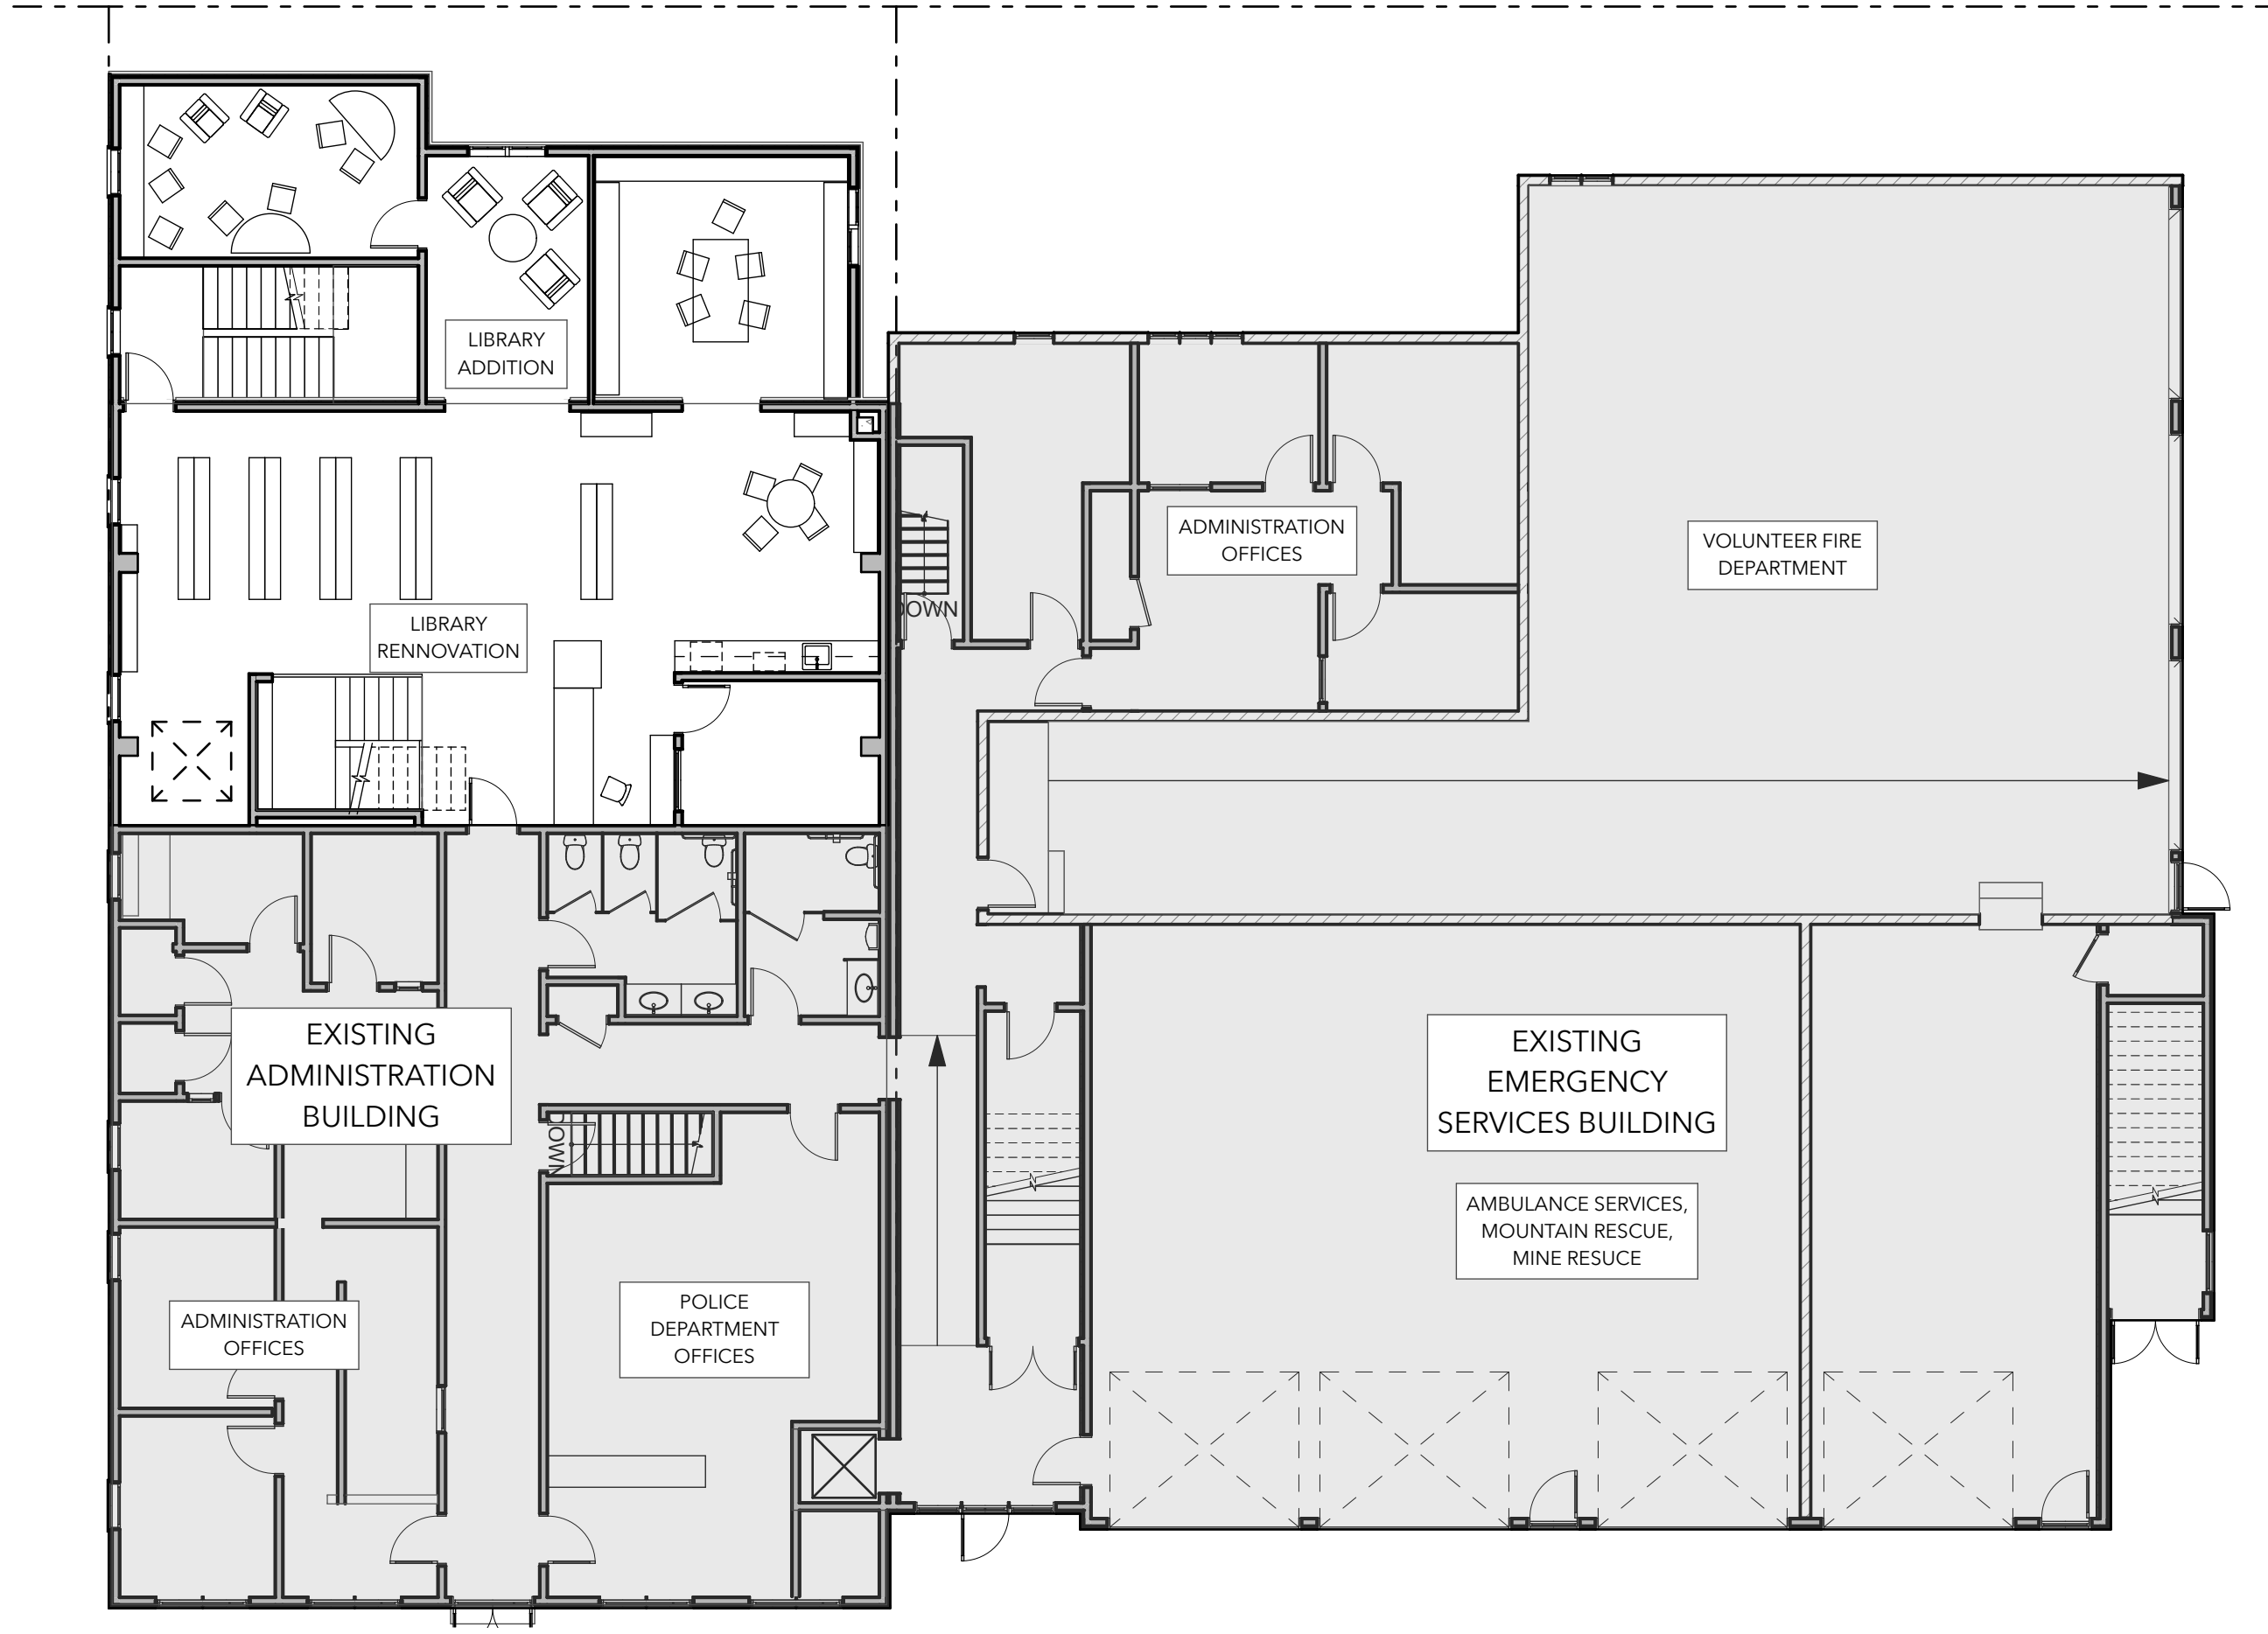 LIBRARY
ADDITION
ADMINISTRATION
OFFICES
VOLUNTEER FIRE
DEPARTMENT
DOWN
LIBRARY
RENNOVATION
EXISTING
ADMINISTRATION
BUILDING
EXISTING
EMERGENCY
SERVICES BUILDING
DOWN
AMBULANCE SERVICES,
MOUNTAIN RESCUE,
MINE RESUCE
ADMINISTRATION
OFFICES
POLICE
DEPARTMENT
OFFICES